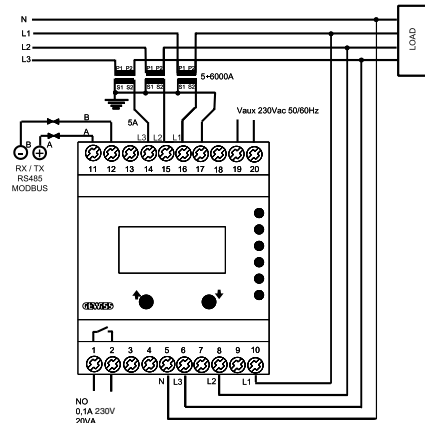 N
L1
L2
L3
P1 P2 P1 P2 P1 P2
S1 S2 S1 S2 S1 S2
5÷6000A
LOAD
Vaux 230Vac 50/60Hz
B
A
5A
L3 L2 L1
B A
RX / TX
RS485
MODBUS
11 12 13 14 15 16 17 18 19 20
GEWISS
1 2 3 4 5 6 7 8 9 10
N L3 L2 L1
NO
0,1A 230V
20VA